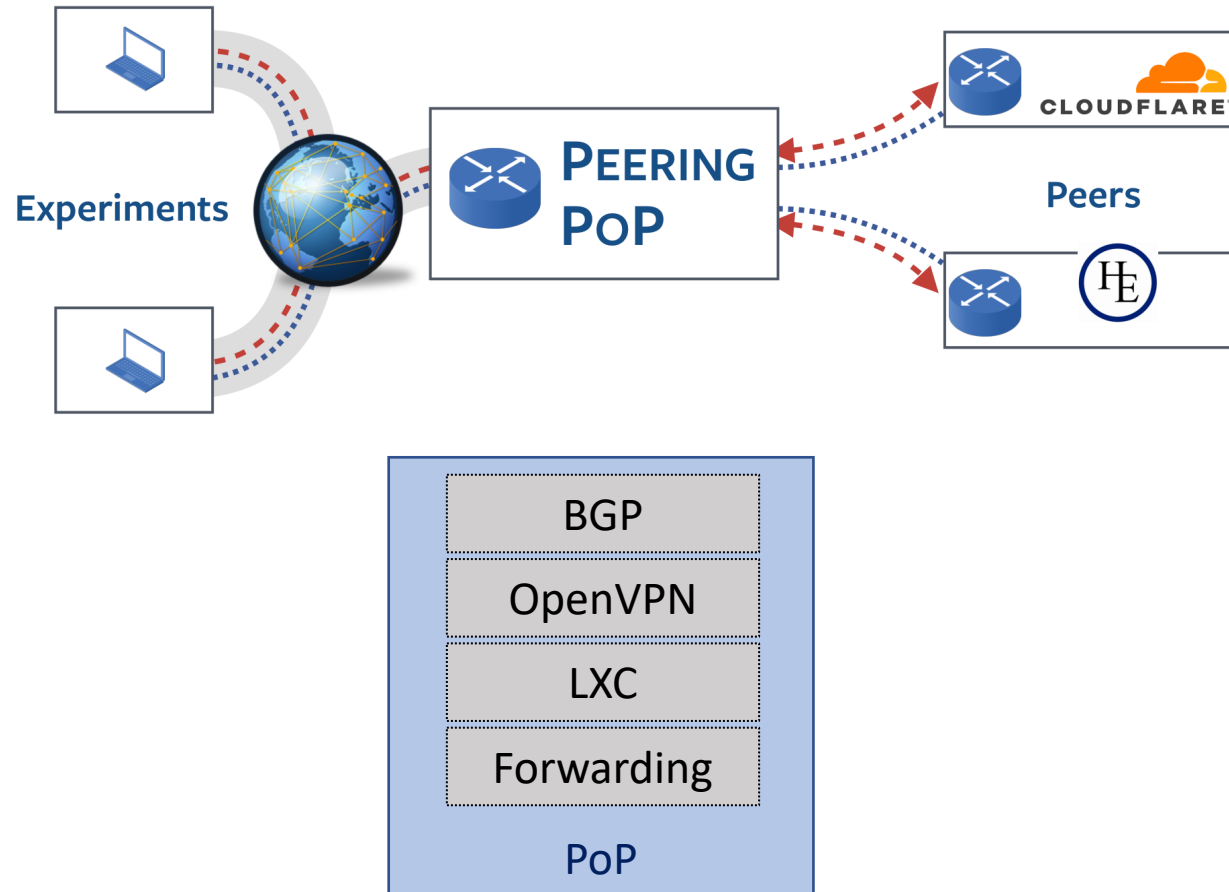 CLOUDFLARE
PEERING
POP
Experiments
Peers
HE
BGP
OpenVPN
LXC
Forwarding
PoP